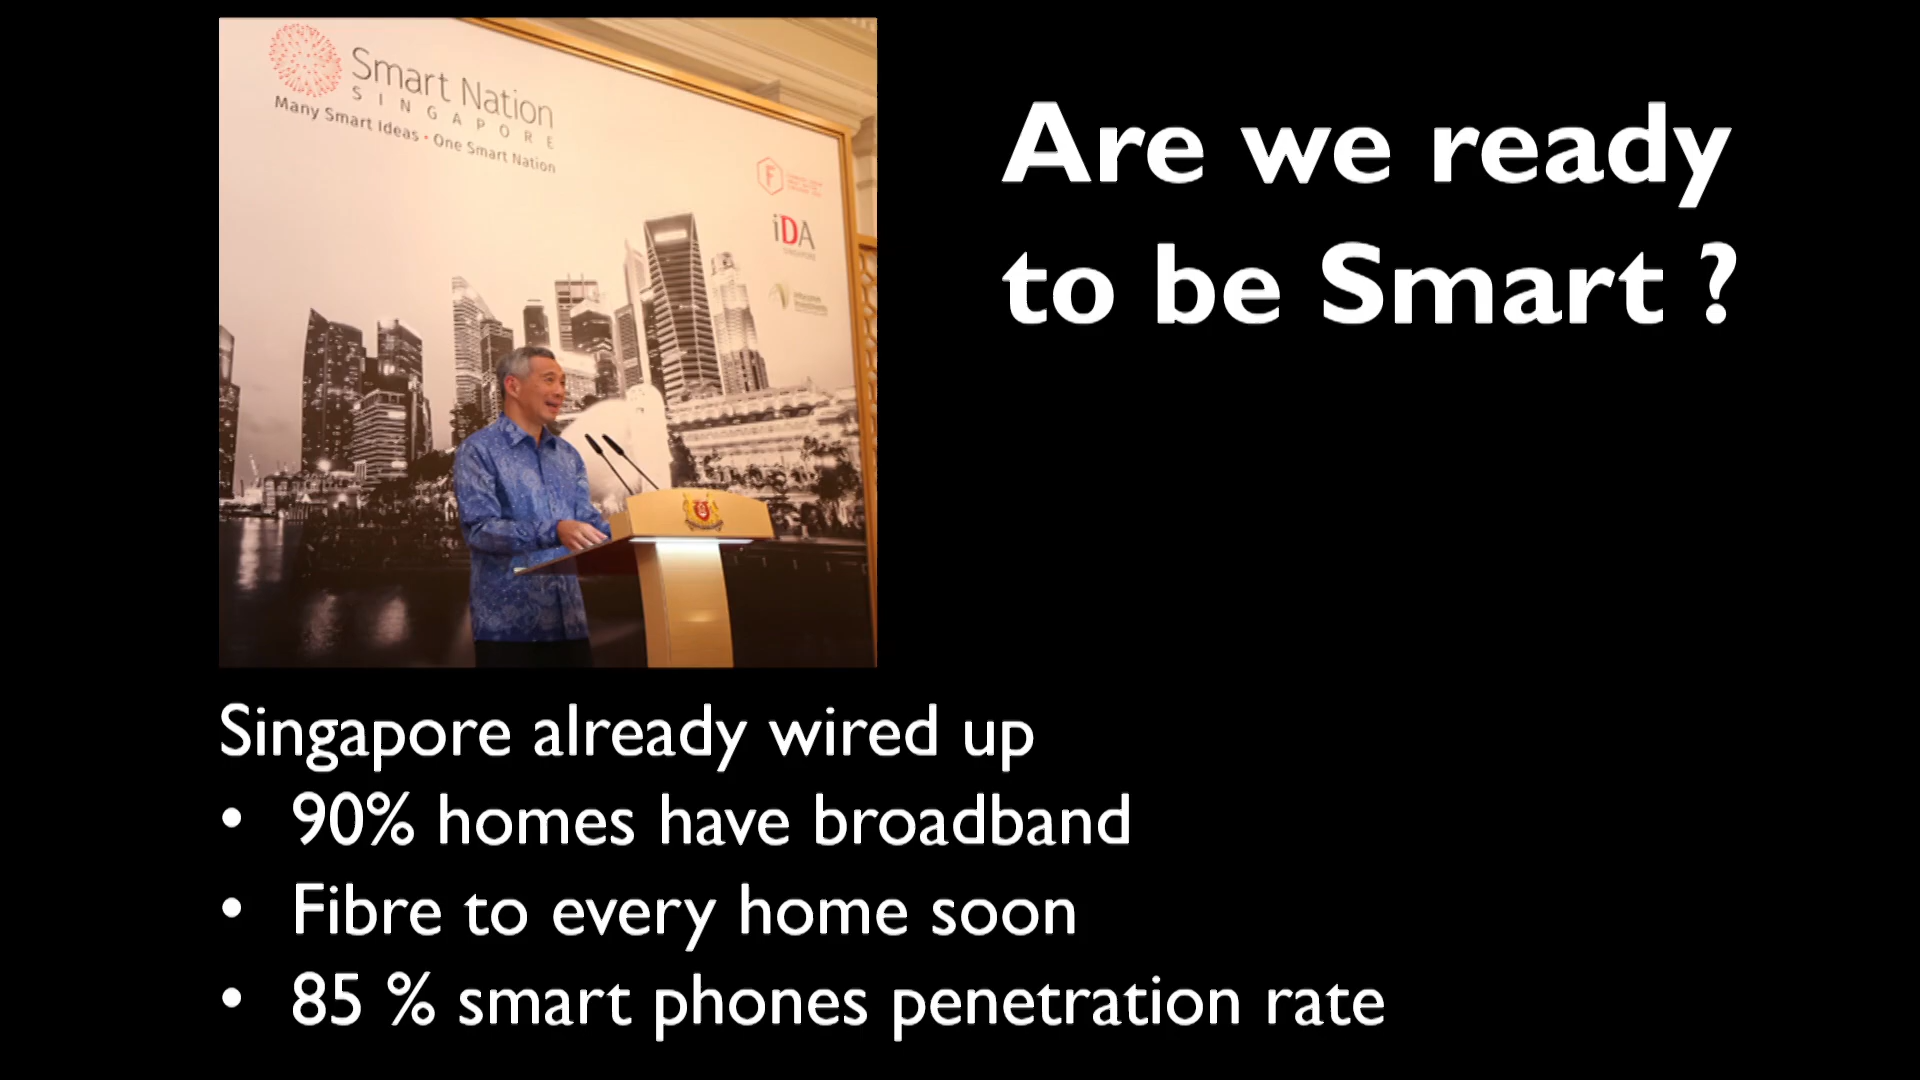 Smart Nation
SINGAPORE
Many Smart Ideas • One Smart Nation
F
iDA
SINGAPORE
Are we ready
to be Smart ?
Singapore already wired up
• 90% homes have broadband
• Fibre to every home soon
• 85 % smart phones penetration rate